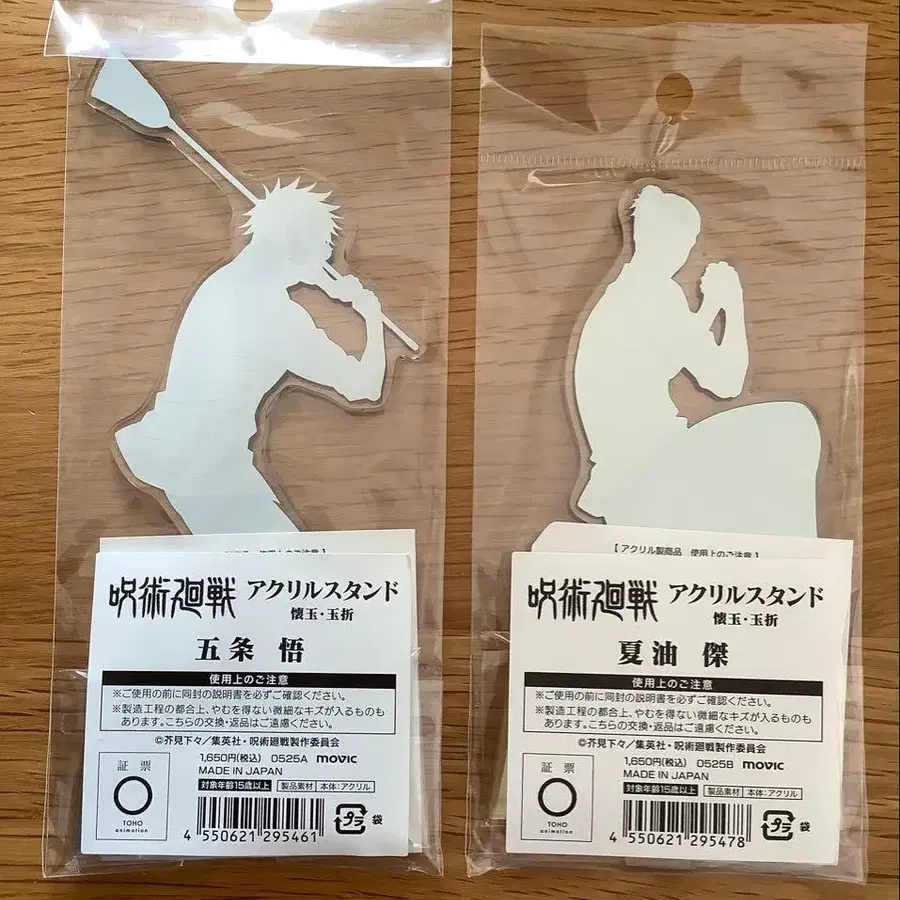 使用上のご注意】
呪術廻戦 アクリルスタンド
懐玉・玉折
五条 悟
使用上のご注意
※ご使用の前に同封の説明書を必ずご確認ください。
※製造工程の都合上、やむを得ない微細なキズが入るものも
あります。こちらの交換・返品はご遠慮ください。
©芥見下々／集英社・呪術廻戦製作委員会
証票
TOHO
animation
1,650円(税込) 0525A movic
MADE IN JAPAN
対象年齢15歳以上 製品素材 本体：アクリル
4 550621 295461
プラ 袋
【 アクリル製商品 使用上のご注意 】
呪術廻戦 アクリルスタンド
懐玉・玉折
夏油 傑
使用上のご注意
※ご使用の前に同封の説明書を必ずご確認ください。
※製造工程の都合上、やむを得ない微細なキズが入るものも
あります。こちらの交換・返品はご遠慮ください。
©芥見下々／集英社・呪術廻戦製作委員会
証票
TOHO
animation
1,650円(税込) 0525B movic
MADE IN JAPAN
対象年齢15歳以上 製品素材 本体：アクリル
4 550621 295478
プラ 袋